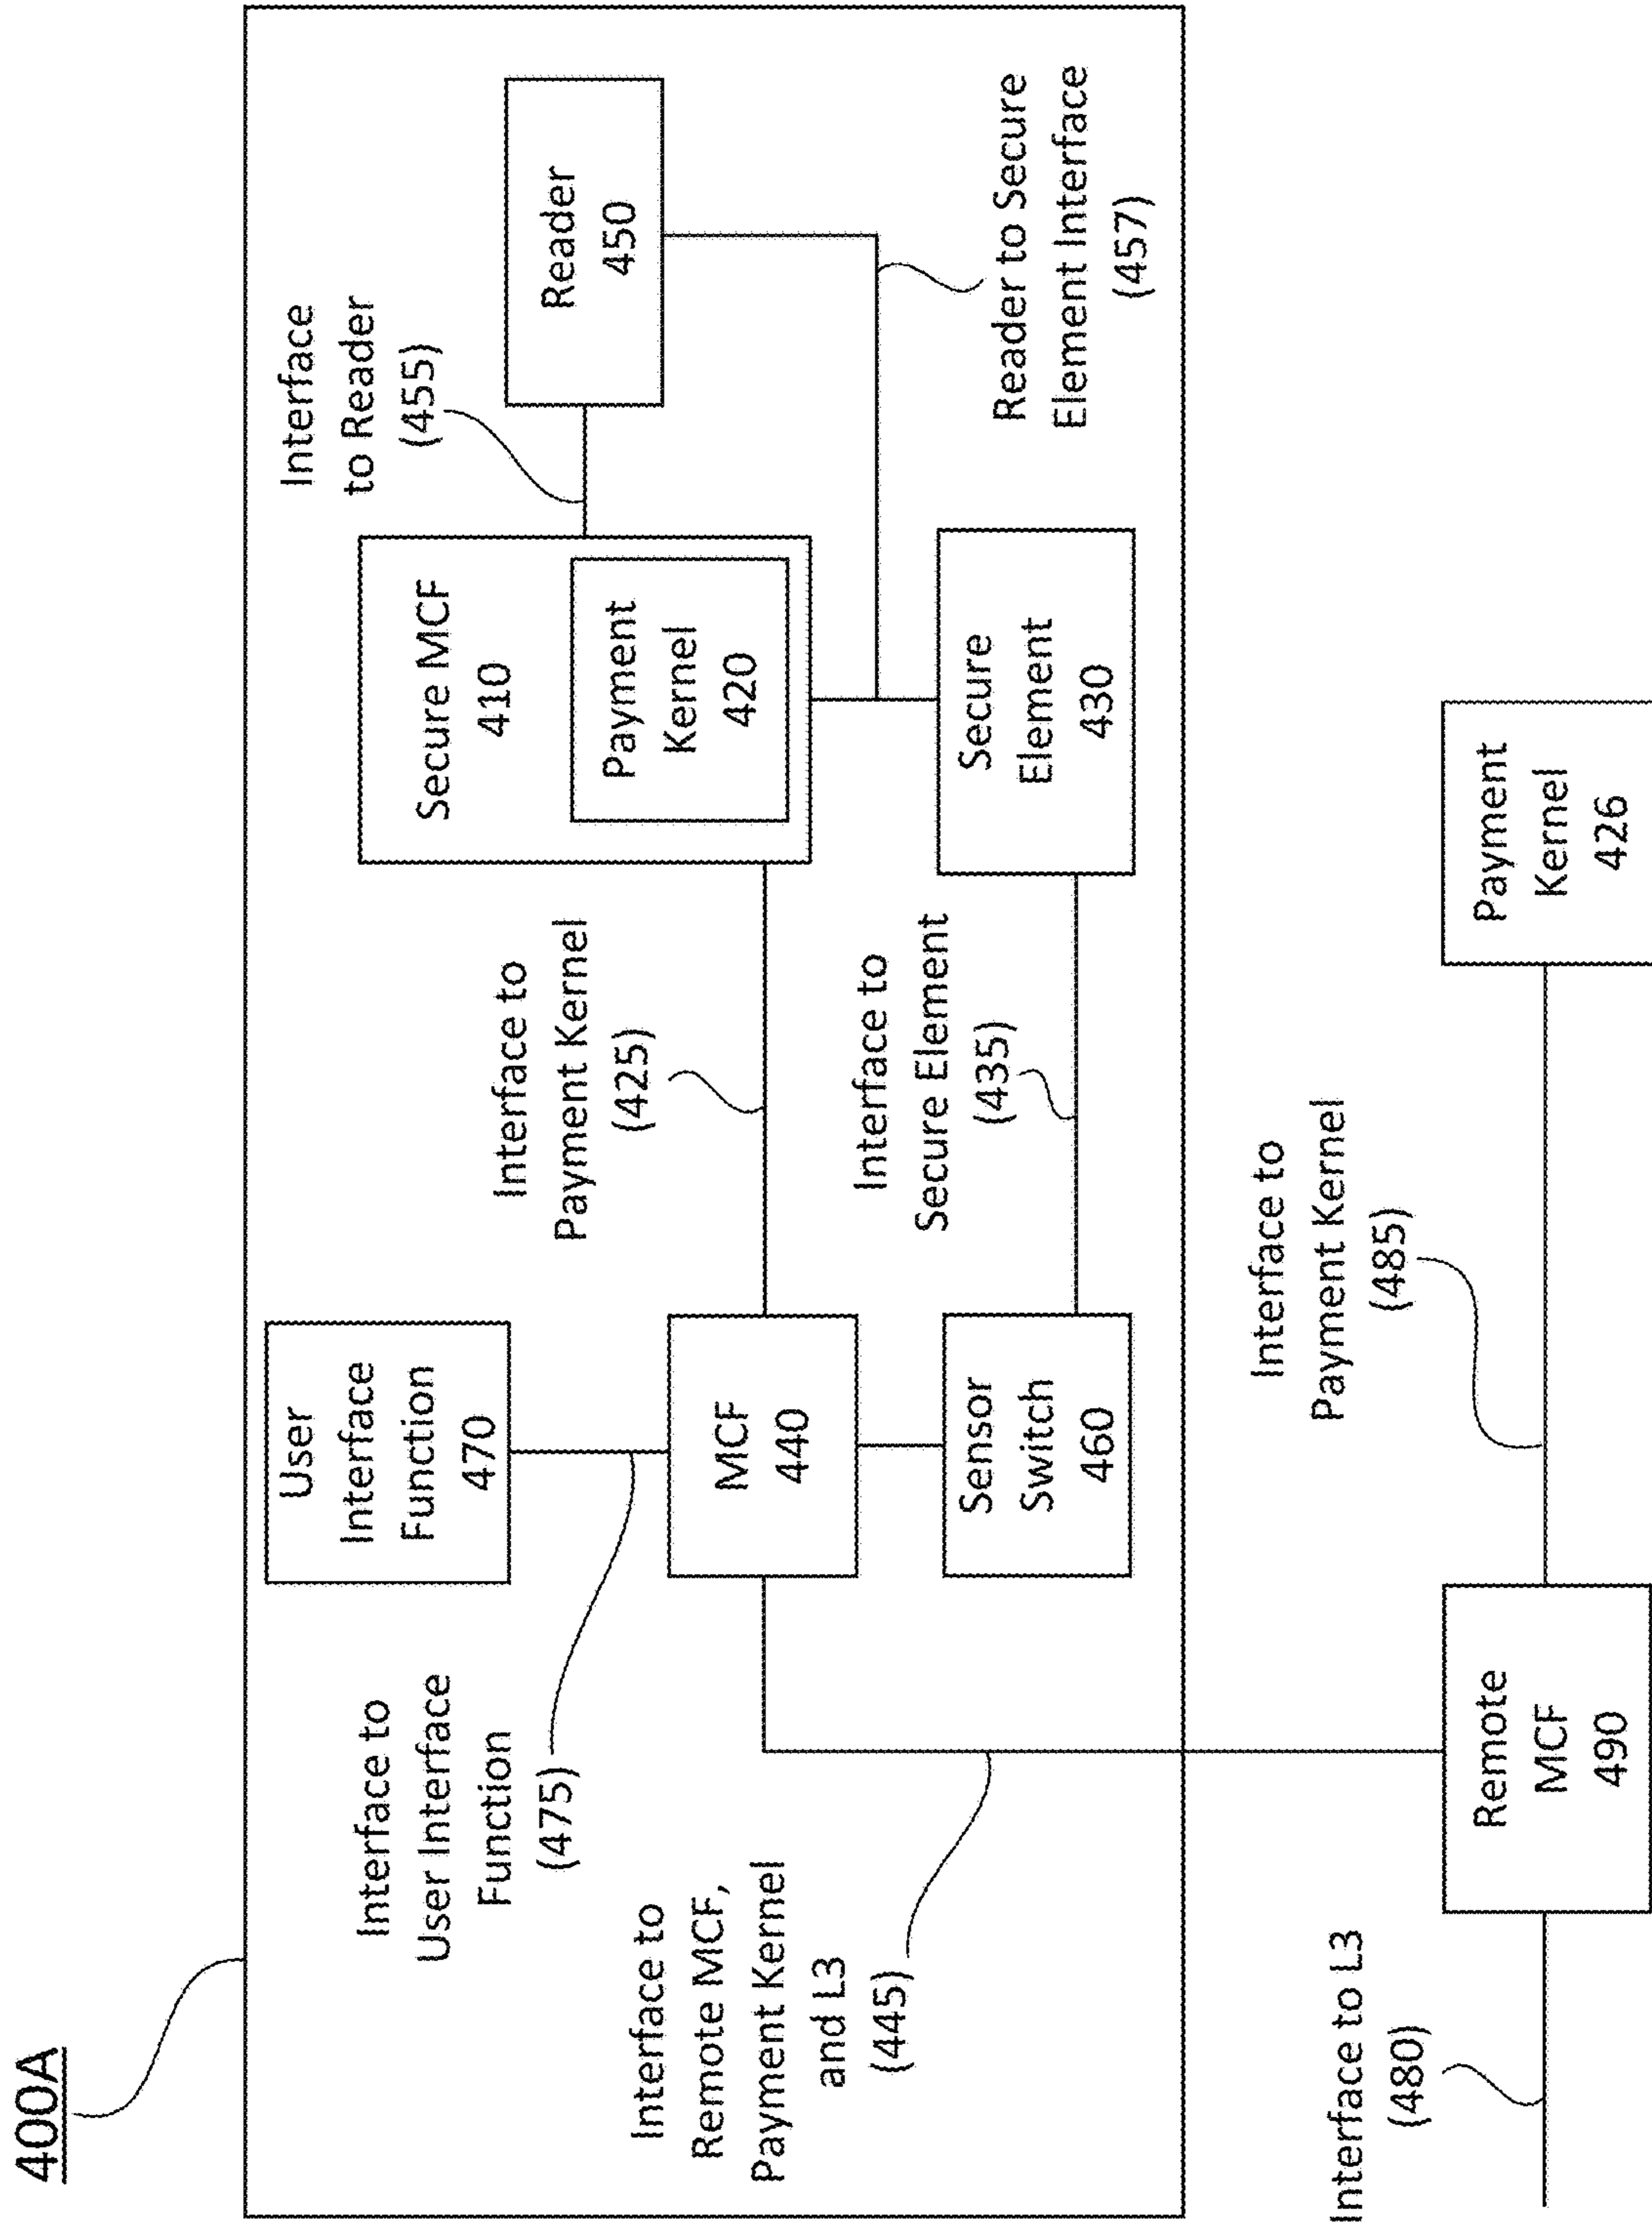 400A
User
Interface
Function
470
Interface to
User Interface
Function
(475)
Interface
to Reader
(455)
Secure MCF
410
Payment
Kernel
420
Reader
450
Interface to
Payment Kernel
(425)
MCF
440
Interface to
Remote MCF,
Payment Kernel
and L3
(445)
Sensor
Switch
460
Interface to
Secure Element
(435)
Secure
Element
430
Reader to Secure
Element Interface
(457)
Interface to L3
(480)
Remote
MCF
490
Interface to
Payment Kernel
(485)
Payment
Kernel
426